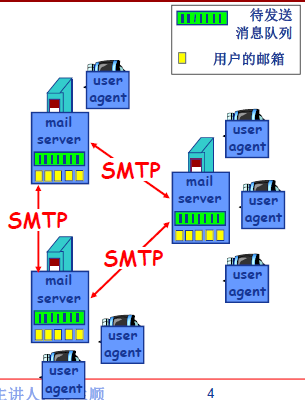 待发送
消息队列
用户的邮箱
user
agent
mail
server
user
agent
SMTP
mail
server
user
agent
SMTP
SMTP
mail
server
user
agent
user
agent
user
agent
主讲人
顺
4